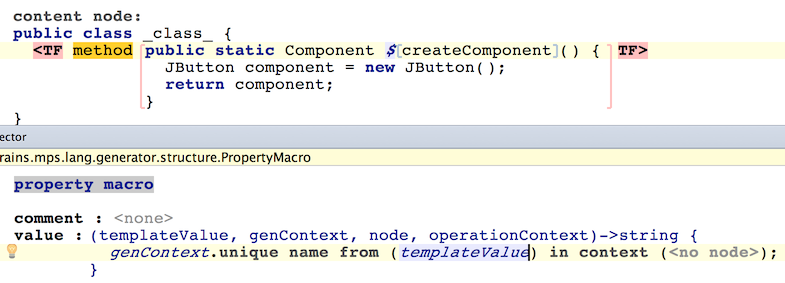 content node:
public class _class_ {
<TF method public static Component $[createComponent]() { TF>
JButton component = new JButton();
return component;
}
}
ector
rains.mps.lang.generator.structure.PropertyMacro
property macro
comment : <none>
value : (templateValue, genContext, node, operationContext)->string {
genContext.unique name from (templateValue) in context (<no node>);
}